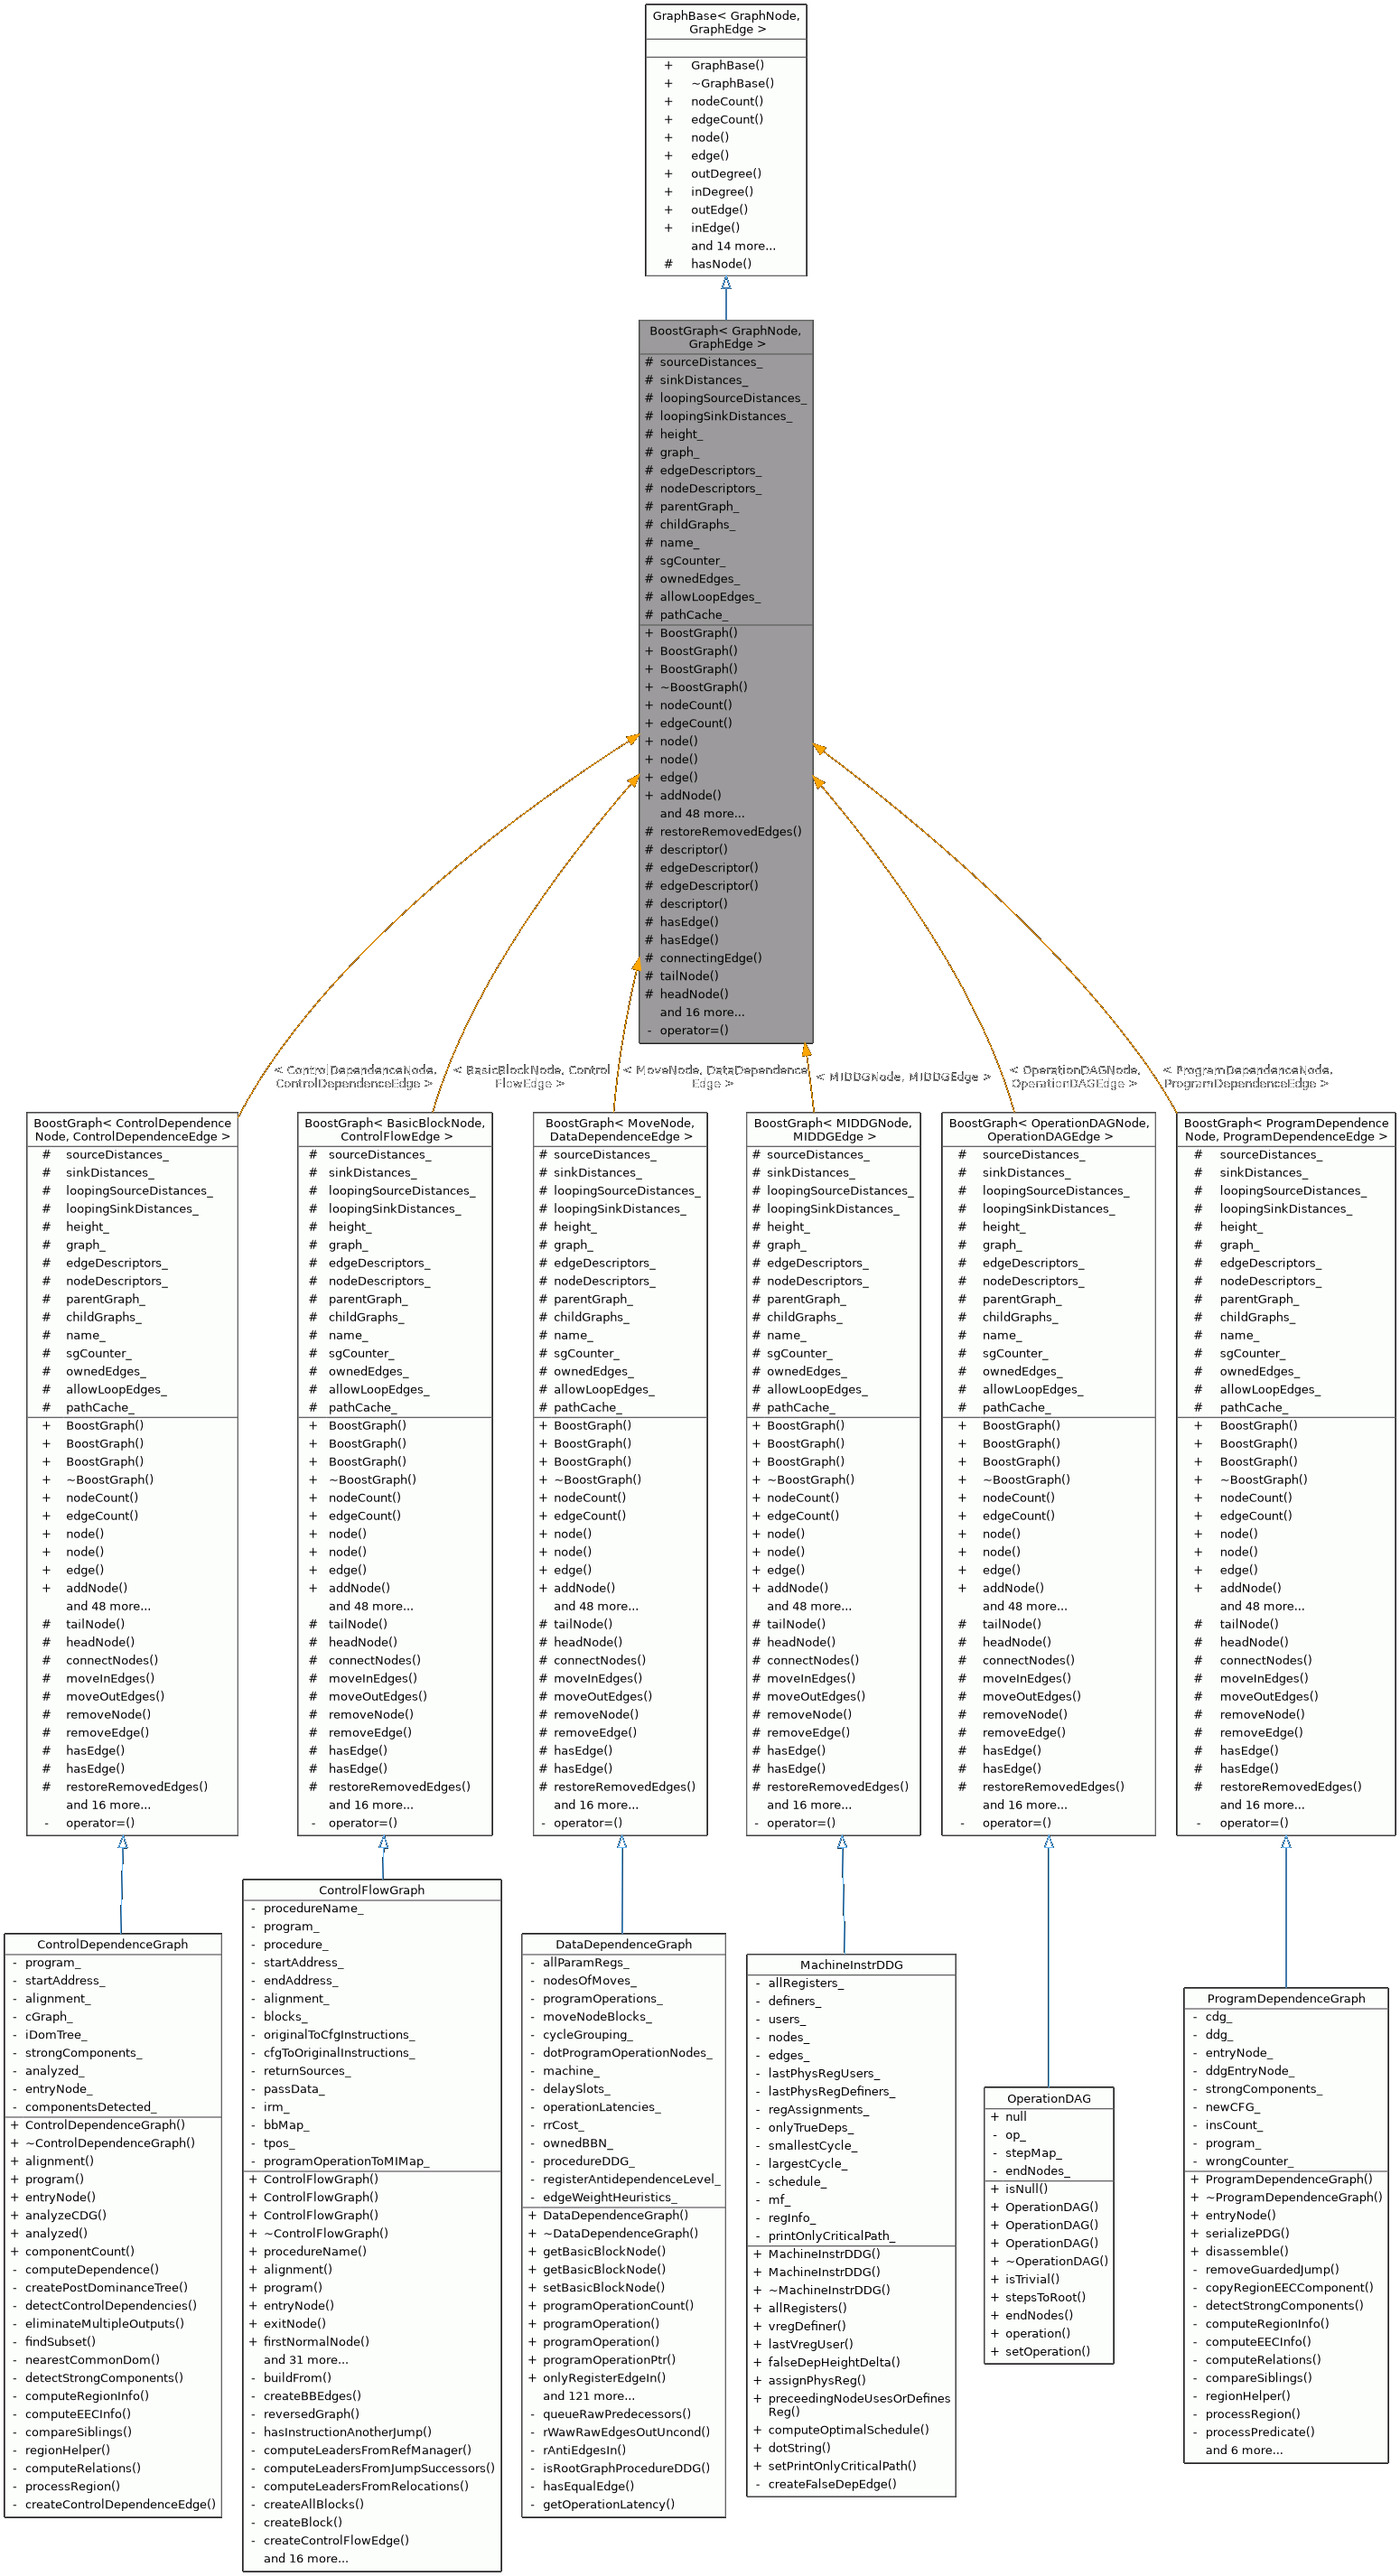 GraphBase< GraphNode,
GraphEdge >
+ GraphBase()
+ ~GraphBase()
+ nodeCount()
+ edgeCount()
+ node()
+ edge()
+ outDegree()
+ inDegree()
+ outEdge()
+ inEdge()
and 14 more...
# hasNode()
BoostGraph< GraphNode,
GraphEdge >
# sourceDistances_
# sinkDistances_
# loopingSourceDistances_
# loopingSinkDistances_
# height_
# graph_
# edgeDescriptors_
# nodeDescriptors_
# parentGraph_
# childGraphs_
# name_
# sgCounter_
# ownedEdges_
# allowLoopEdges_
# pathCache_
+ BoostGraph()
+ BoostGraph()
+ BoostGraph()
+ ~BoostGraph()
+ nodeCount()
+ edgeCount()
+ node()
+ node()
+ edge()
+ addNode()
and 48 more...
# restoreRemovedEdges()
# descriptor()
# edgeDescriptor()
# edgeDescriptor()
# descriptor()
# hasEdge()
# hasEdge()
# connectingEdge()
# tailNode()
# headNode()
and 16 more...
- operator=()
< ControlDependenceNode,
ControlDependenceEdge >
< BasicBlockNode, Control
FlowEdge >
< MoveNode, DataDependence
Edge >
< MIDDGNode, MIDDGEdge >
< OperationDAGNode,
OperationDAGEdge >
< ProgramDependenceNode,
ProgramDependenceEdge >
BoostGraph< ControlDependence
Node, ControlDependenceEdge >
# sourceDistances_
# sinkDistances_
# loopingSourceDistances_
# loopingSinkDistances_
# height_
# graph_
# edgeDescriptors_
# nodeDescriptors_
# parentGraph_
# childGraphs_
# name_
# sgCounter_
# ownedEdges_
# allowLoopEdges_
# pathCache_
+ BoostGraph()
+ BoostGraph()
+ BoostGraph()
+ ~BoostGraph()
+ nodeCount()
+ edgeCount()
+ node()
+ node()
+ edge()
+ addNode()
and 48 more...
# tailNode()
# headNode()
# connectNodes()
# moveInEdges()
# moveOutEdges()
# removeNode()
# removeEdge()
# hasEdge()
# hasEdge()
# restoreRemovedEdges()
and 16 more...
- operator=()
BoostGraph< BasicBlockNode,
ControlFlowEdge >
# sourceDistances_
# sinkDistances_
# loopingSourceDistances_
# loopingSinkDistances_
# height_
# graph_
# edgeDescriptors_
# nodeDescriptors_
# parentGraph_
# childGraphs_
# name_
# sgCounter_
# ownedEdges_
# allowLoopEdges_
# pathCache_
+ BoostGraph()
+ BoostGraph()
+ BoostGraph()
+ ~BoostGraph()
+ nodeCount()
+ edgeCount()
+ node()
+ node()
+ edge()
+ addNode()
and 48 more...
# tailNode()
# headNode()
# connectNodes()
# moveInEdges()
# moveOutEdges()
# removeNode()
# removeEdge()
# hasEdge()
# hasEdge()
# restoreRemovedEdges()
and 16 more...
- operator=()
BoostGraph< MoveNode,
DataDependenceEdge >
# sourceDistances_
# sinkDistances_
# loopingSourceDistances_
# loopingSinkDistances_
# height_
# graph_
# edgeDescriptors_
# nodeDescriptors_
# parentGraph_
# childGraphs_
# name_
# sgCounter_
# ownedEdges_
# allowLoopEdges_
# pathCache_
+ BoostGraph()
+ BoostGraph()
+ BoostGraph()
+ ~BoostGraph()
+ nodeCount()
+ edgeCount()
+ node()
+ node()
+ edge()
+ addNode()
and 48 more...
# tailNode()
# headNode()
# connectNodes()
# moveInEdges()
# moveOutEdges()
# removeNode()
# removeEdge()
# hasEdge()
# hasEdge()
# restoreRemovedEdges()
and 16 more...
- operator=()
BoostGraph< MIDDGNode,
MIDDGEdge >
# sourceDistances_
# sinkDistances_
# loopingSourceDistances_
# loopingSinkDistances_
# height_
# graph_
# edgeDescriptors_
# nodeDescriptors_
# parentGraph_
# childGraphs_
# name_
# sgCounter_
# ownedEdges_
# allowLoopEdges_
# pathCache_
+ BoostGraph()
+ BoostGraph()
+ BoostGraph()
+ ~BoostGraph()
+ nodeCount()
+ edgeCount()
+ node()
+ node()
+ edge()
+ addNode()
and 48 more...
# tailNode()
# headNode()
# connectNodes()
# moveInEdges()
# moveOutEdges()
# removeNode()
# removeEdge()
# hasEdge()
# hasEdge()
# restoreRemovedEdges()
and 16 more...
- operator=()
BoostGraph< OperationDAGNode,
OperationDAGEdge >
# sourceDistances_
# sinkDistances_
# loopingSourceDistances_
# loopingSinkDistances_
# height_
# graph_
# edgeDescriptors_
# nodeDescriptors_
# parentGraph_
# childGraphs_
# name_
# sgCounter_
# ownedEdges_
# allowLoopEdges_
# pathCache_
+ BoostGraph()
+ BoostGraph()
+ BoostGraph()
+ ~BoostGraph()
+ nodeCount()
+ edgeCount()
+ node()
+ node()
+ edge()
+ addNode()
and 48 more...
# tailNode()
# headNode()
# connectNodes()
# moveInEdges()
# moveOutEdges()
# removeNode()
# removeEdge()
# hasEdge()
# hasEdge()
# restoreRemovedEdges()
and 16 more...
- operator=()
BoostGraph< ProgramDependence
Node, ProgramDependenceEdge >
# sourceDistances_
# sinkDistances_
# loopingSourceDistances_
# loopingSinkDistances_
# height_
# graph_
# edgeDescriptors_
# nodeDescriptors_
# parentGraph_
# childGraphs_
# name_
# sgCounter_
# ownedEdges_
# allowLoopEdges_
# pathCache_
+ BoostGraph()
+ BoostGraph()
+ BoostGraph()
+ ~BoostGraph()
+ nodeCount()
+ edgeCount()
+ node()
+ node()
+ edge()
+ addNode()
and 48 more...
# tailNode()
# headNode()
# connectNodes()
# moveInEdges()
# moveOutEdges()
# removeNode()
# removeEdge()
# hasEdge()
# hasEdge()
# restoreRemovedEdges()
and 16 more...
- operator=()
ControlDependenceGraph
- program_
- startAddress_
- alignment_
- cGraph_
- iDomTree_
- strongComponents_
- analyzed_
- entryNode_
- componentsDetected_
+ ControlDependenceGraph()
+ ~ControlDependenceGraph()
+ alignment()
+ program()
+ entryNode()
+ analyzeCDG()
+ analyzed()
+ componentCount()
- computeDependence()
- createPostDominanceTree()
- detectControlDependencies()
- eliminateMultipleOutputs()
- findSubset()
- nearestCommonDom()
- detectStrongComponents()
- computeRegionInfo()
- computeEECInfo()
- compareSiblings()
- regionHelper()
- computeRelations()
- processRegion()
- createControlDependenceEdge()
ControlFlowGraph
- procedureName_
- program_
- procedure_
- startAddress_
- endAddress_
- alignment_
- blocks_
- originalToCfgInstructions_
- cfgToOriginalInstructions_
- returnSources_
- passData_
- irm_
- bbMap_
- tpos_
- programOperationToMIMap_
+ ControlFlowGraph()
+ ControlFlowGraph()
+ ControlFlowGraph()
+ ~ControlFlowGraph()
+ procedureName()
+ alignment()
+ program()
+ entryNode()
+ exitNode()
+ firstNormalNode()
and 31 more...
- buildFrom()
- createBBEdges()
- reversedGraph()
- hasInstructionAnotherJump()
- computeLeadersFromRefManager()
- computeLeadersFromJumpSuccessors()
- computeLeadersFromRelocations()
- createAllBlocks()
- createBlock()
- createControlFlowEdge()
and 16 more...
DataDependenceGraph
- allParamRegs_
- nodesOfMoves_
- programOperations_
- moveNodeBlocks_
- cycleGrouping_
- dotProgramOperationNodes_
- machine_
- delaySlots_
- operationLatencies_
- rrCost_
- ownedBBN_
- procedureDDG_
- registerAntidependenceLevel_
- edgeWeightHeuristics_
+ DataDependenceGraph()
+ ~DataDependenceGraph()
+ getBasicBlockNode()
+ getBasicBlockNode()
+ setBasicBlockNode()
+ programOperationCount()
+ programOperation()
+ programOperation()
+ programOperationPtr()
+ onlyRegisterEdgeIn()
and 121 more...
- queueRawPredecessors()
- rWawRawEdgesOutUncond()
- rAntiEdgesIn()
- isRootGraphProcedureDDG()
- hasEqualEdge()
- getOperationLatency()
MachineInstrDDG
- allRegisters_
- definers_
- users_
- nodes_
- edges_
- lastPhysRegUsers_
- lastPhysRegDefiners_
- regAssignments_
- onlyTrueDeps_
- smallestCycle_
- largestCycle_
- schedule_
- mf_
- regInfo_
- printOnlyCriticalPath_
+ MachineInstrDDG()
+ MachineInstrDDG()
+ ~MachineInstrDDG()
+ allRegisters()
+ vregDefiner()
+ lastVregUser()
+ falseDepHeightDelta()
+ assignPhysReg()
+ preceedingNodeUsesOrDefines
Reg()
+ computeOptimalSchedule()
+ dotString()
+ setPrintOnlyCriticalPath()
- createFalseDepEdge()
OperationDAG
+ null
- op_
- stepMap_
- endNodes_
+ isNull()
+ OperationDAG()
+ OperationDAG()
+ OperationDAG()
+ ~OperationDAG()
+ isTrivial()
+ stepsToRoot()
+ endNodes()
+ operation()
+ setOperation()
ProgramDependenceGraph
- cdg_
- ddg_
- entryNode_
- ddgEntryNode_
- strongComponents_
- newCFG_
- insCount_
- program_
- wrongCounter_
+ ProgramDependenceGraph()
+ ~ProgramDependenceGraph()
+ entryNode()
+ serializePDG()
+ disassemble()
- removeGuardedJump()
- copyRegionEECComponent()
- detectStrongComponents()
- computeRegionInfo()
- computeEECInfo()
- computeRelations()
- compareSiblings()
- regionHelper()
- processRegion()
- processPredicate()
and 6 more...